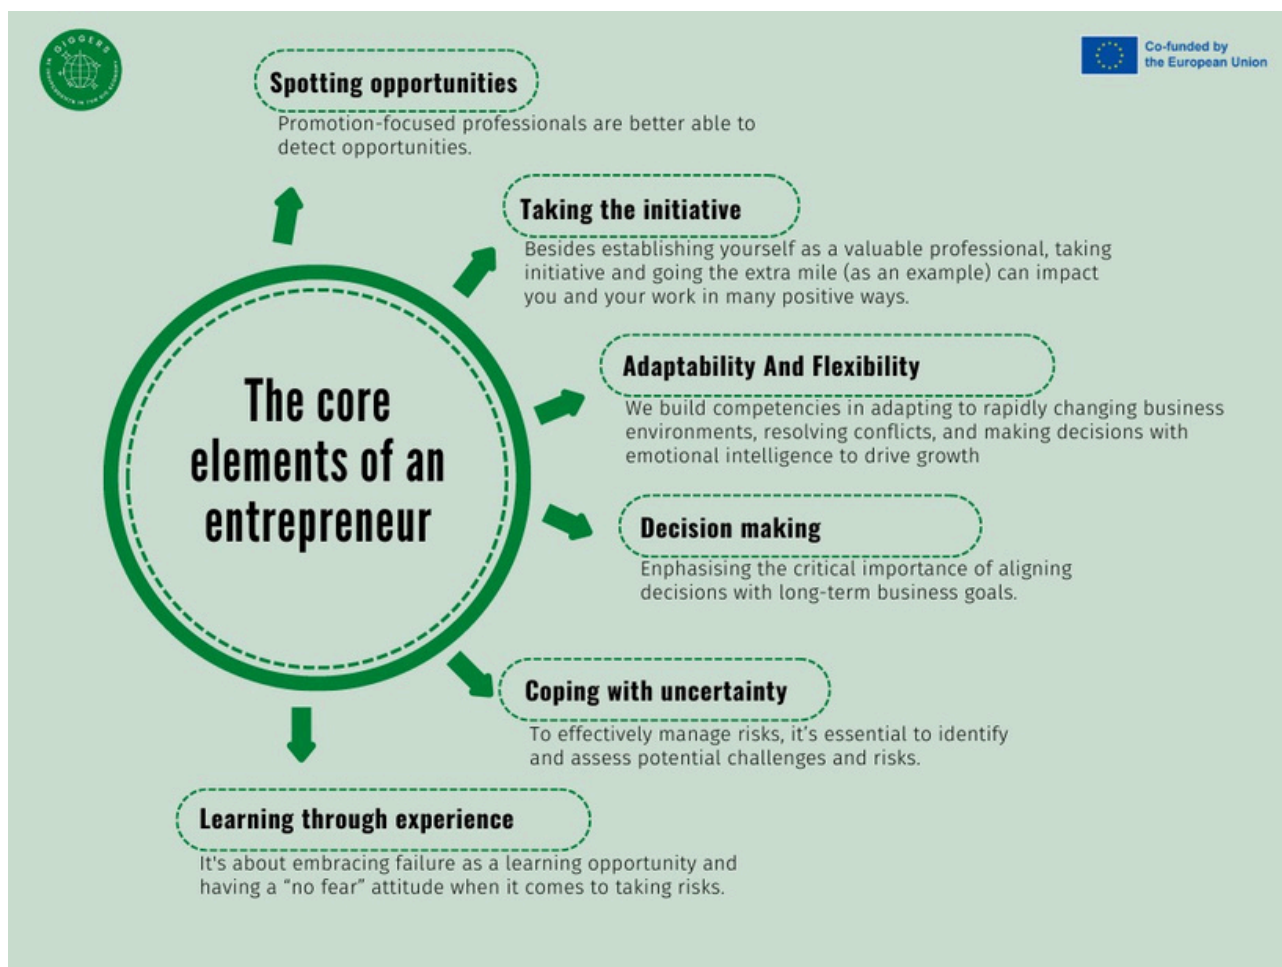 GIGGERS
Co-funded by
the European Union
Spotting opportunities
Promotion-focused professionals are better able to
detect opportunities.
Taking the initiative
Besides establishing yourself as a valuable professional, taking
initiative and going the extra mile (as an example) can impact
you and your work in many positive ways.
The core
elements of an
entrepreneur
Adaptability And Flexibility
We build competencies in adapting to rapidly changing business
environments, resolving conflicts, and making decisions with
emotional intelligence to drive growth
Decision making
Enphasising the critical importance of aligning
decisions with long-term business goals.
Coping with uncertainty
To effectively manage risks, it’s essential to identify
and assess potential challenges and risks.
Learning through experience
It's about embracing failure as a learning opportunity and
having a “no fear” attitude when it comes to taking risks.